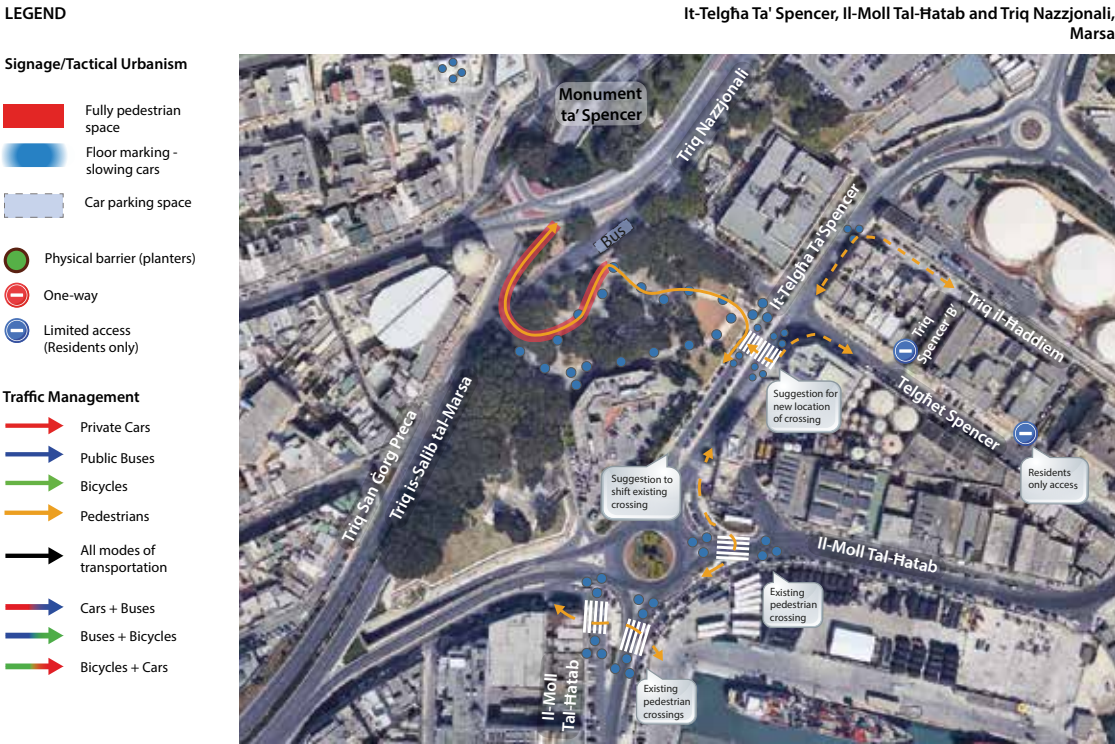 LEGEND
It-Telgħa Ta' Spencer, Il-Moll Tal-Ħatab and Triq Nazzjonali,
Marsa
Signage/Tactical Urbanism
Fully pedestrian
space
Floor marking -
slowing cars
Car parking space
Physical barrier (planters)
One-way
Limited access
(Residents only)
Traffic Management
Private Cars
Public Buses
Bicycles
Pedestrians
All modes of
transportation
Cars + Buses
Buses + Bicycles
Bicycles + Cars
Monument
ta' Spencer
Triq Nazzjonali
Bus
It-Telgħa Ta'Spencer
Triq il-Ħaddiem
Triq
Spencer 'B'
Telgħet Spencer
Suggestion for
new location
of crossing
Residents
only access
Suggestion to
shift existing
crossing
Triq San Ġorg Preca
Triq is-Salib tal-Marsa
Il-Moll Tal-Ħatab
Existing
pedestrian
crossing
Il-Moll
Tal-Ħatab
Existing
pedestrian
crossings